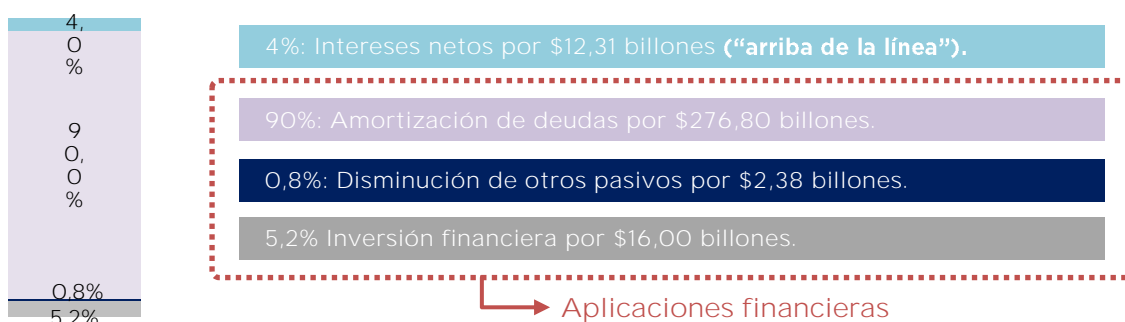 4,
0
%
9
0,
0
%
0,8%
5,2%
4%: Intereses netos por $12,31 billones (“arriba de la línea”).
90%: Amortización de deudas por $276,80 billones.
0,8%: Disminución de otros pasivos por $2,38 billones.
5,2% Inversión financiera por $16,00 billones.
Aplicaciones financieras